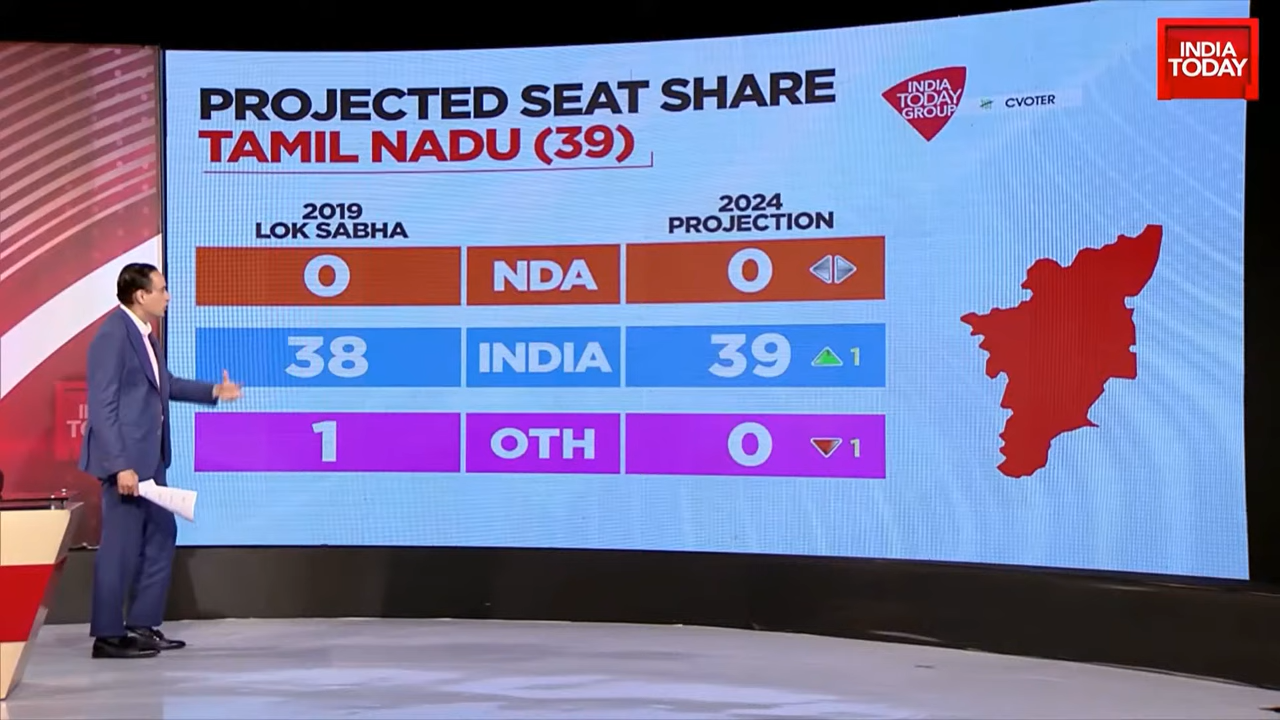 PROJECTED SEAT SHARE
TAMIL NADU (39)
INDIA
TODAY
GROUP
CVOTER
INDIA
TODAY
2019
LOK SABHA
2024
PROJECTION
0 NDA 0
38 INDIA 39 1
1 OTH 0 1